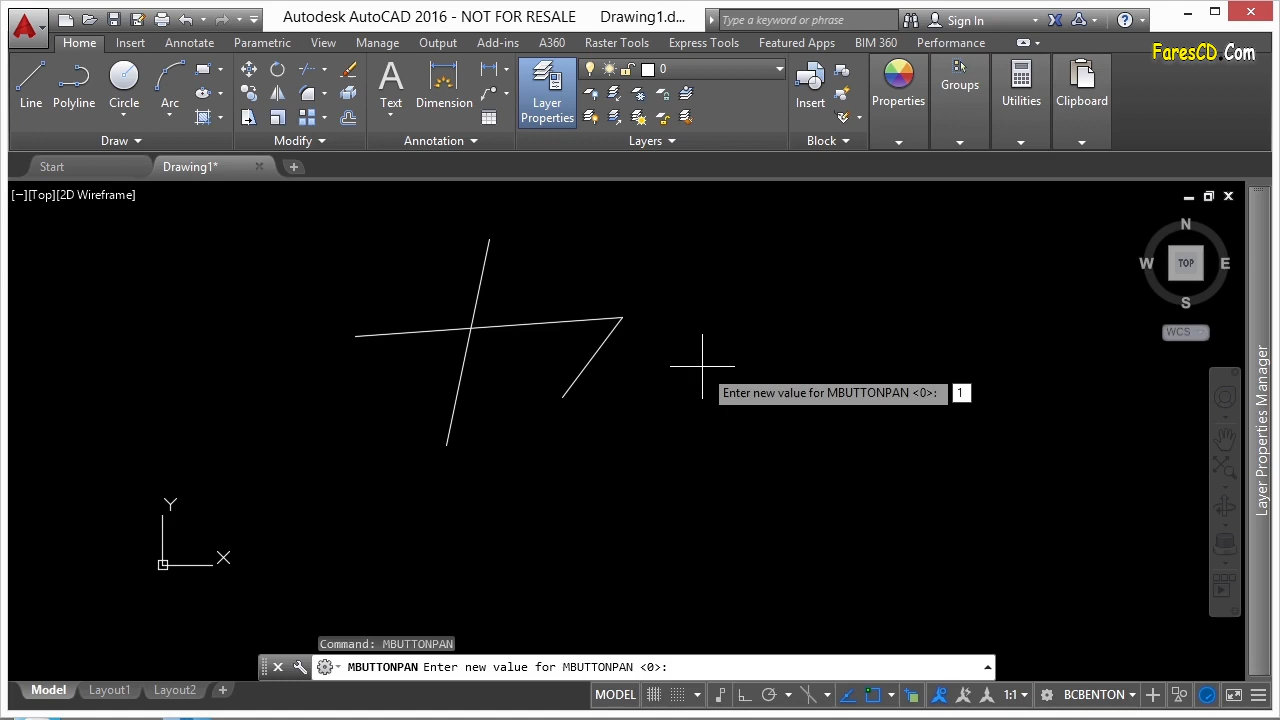 Autodesk AutoCAD 2016 - NOT FOR RESALE Drawing1.d... Type a keyword or phrase Sign In
Home Insert Annotate Parametric View Manage Output Add-ins A360 Raster Tools Express Tools Featured Apps BIM 360 Performance
FaresCD.Com
Line Polyline Circle Arc Text Dimension Layer Properties 0 Insert Properties Groups Utilities Clipboard
Draw Modify Annotation Layers Block
Start Drawing1*
[−][Top][2D Wireframe]
N
W TOP E
S
WCS
Enter new value for MBUTTONPAN <0>: 1
Layer Properties Manager
Y
X
Command: MBUTTONPAN
MBUTTONPAN Enter new value for MBUTTONPAN <0>:
Model Layout1 Layout2 + MODEL 1:1 BCBENTON